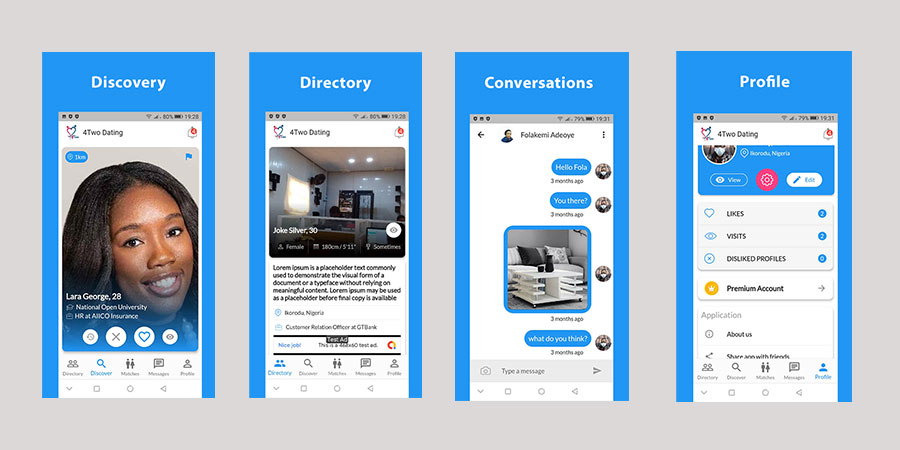 Discovery
80% 19:28
4Two Dating
4
1km
Lara George, 28
National Open University
HR at AIICO Insurance
Directory
Discover
Matches
Messages
Profile
Directory
80% 19:28
4Two Dating
4
Joke Silver, 30
Female
180cm / 5'11"
Sometimes
Lorem ipsum is a placeholder text commonly
used to demonstrate the visual form of a
document or a typeface without relying on
meaningful content. Lorem ipsum may be used
as a placeholder before final copy is available
Ikorodu, Nigeria
Customer Relation Officer at GTBank
Test Ad
Nice job! This is a 468x60 test ad.
Directory
Discover
Matches
Messages
Profile
Conversations
79% 19:31
Folakemi Adeoye
Hello Fola
3 months ago
You there?
3 months ago
3 months ago
what do you think?
3 months ago
Type a message
Profile
79% 19:31
4Two Dating
4
Ikorodu, Nigeria
View
Edit
LIKES 2
VISITS 2
DISLIKED PROFILES 0
Premium Account
Application
About us
Share app with friends
Directory
Discover
Matches
Messages
Profile